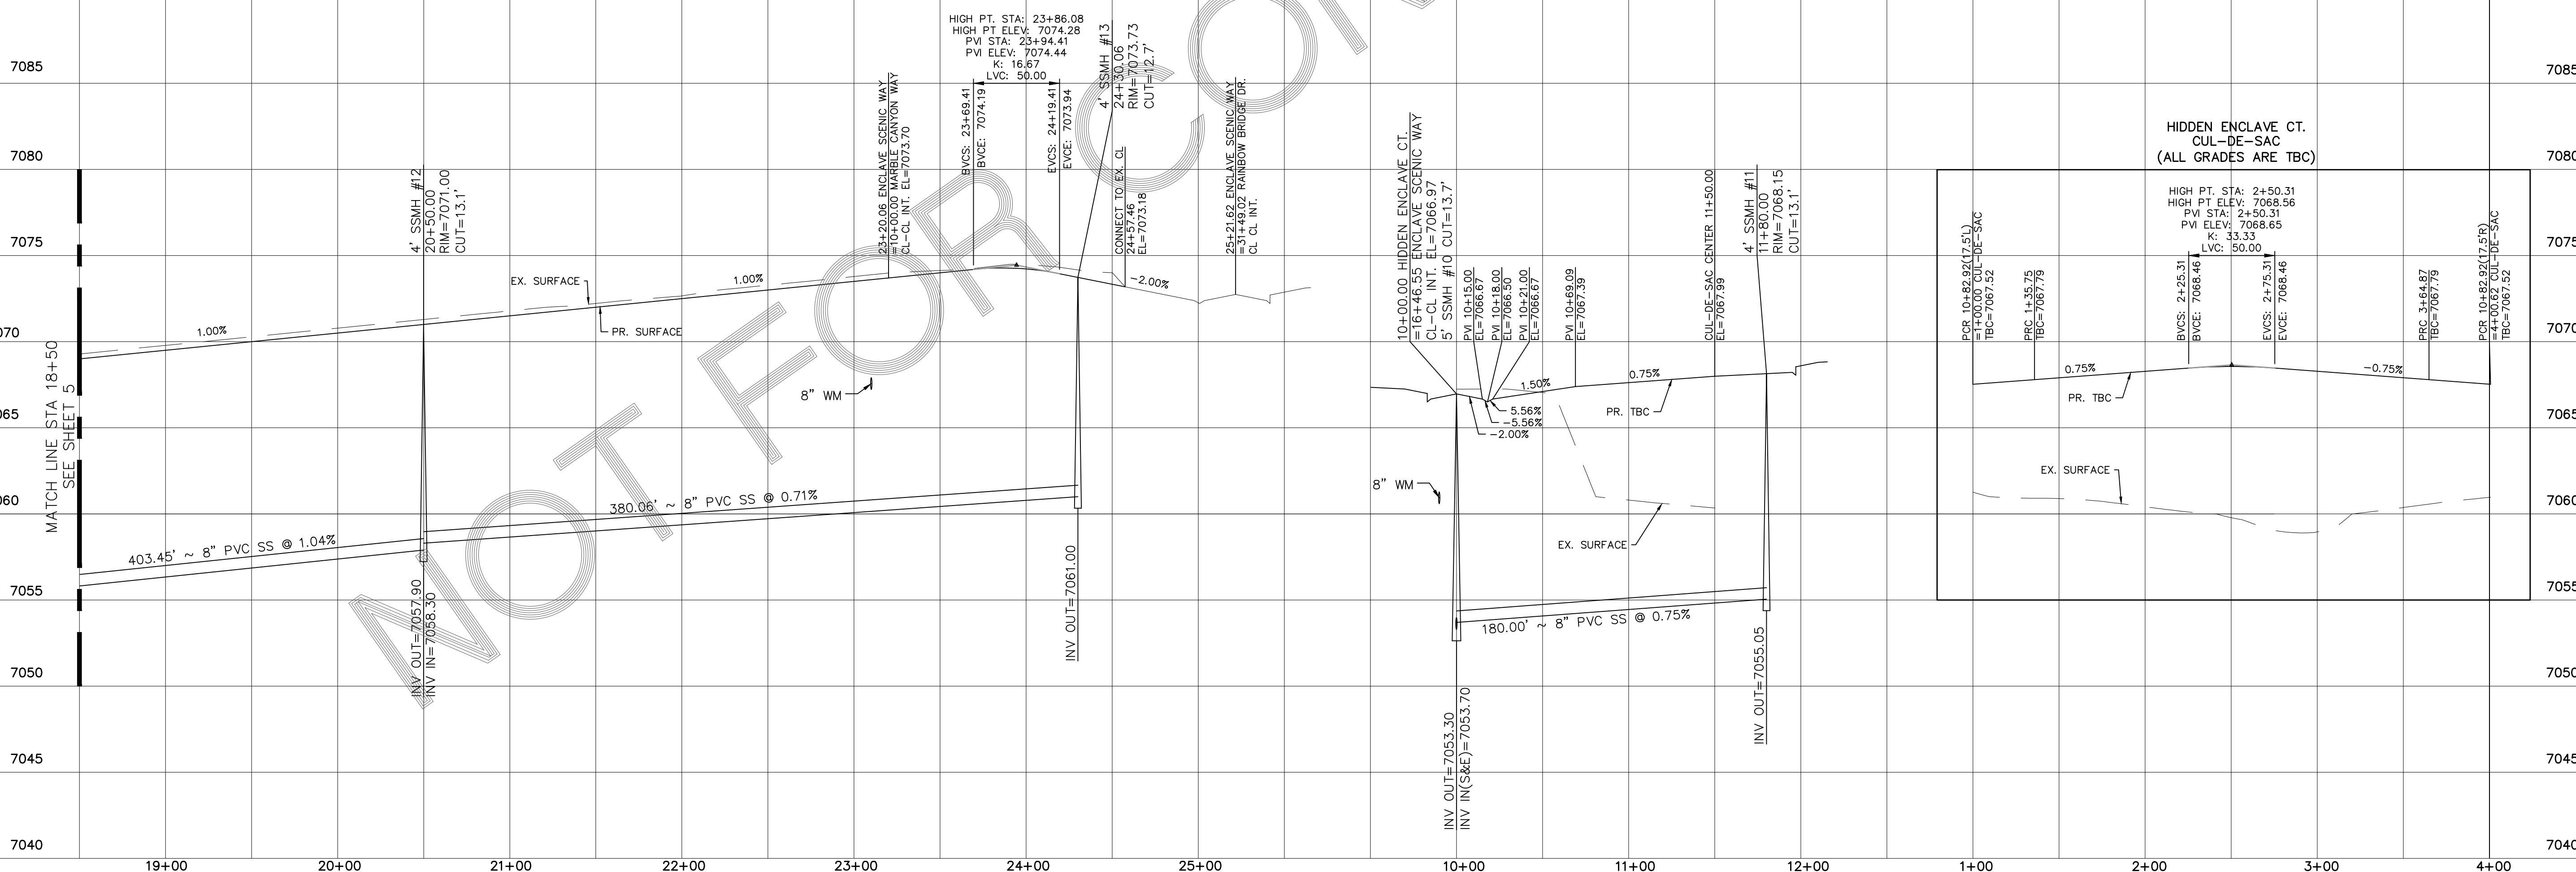 7085
7080
7075
7070
7065
7060
7055
7050
7045
7040
MATCH LINE STA 18+50
SEE SHEET 5
1.00%
403.45' ~ 8" PVC SS @ 1.04%
4' SSMH #12
20+50.00
RIM=7071.00
CUT=13.1'
INV OUT=7057.90
INV IN=7058.30
EX. SURFACE
PR. SURFACE
1.00%
380.06' ~ 8" PVC SS @ 0.71%
8" WM
23+20.06 ENCLAVE SCENIC WAY
=10+00.00 MARBLE CANYON WAY
CL-CL INT. EL=7073.70
HIGH PT. STA: 23+86.08
HIGH PT ELEV: 7074.28
PVI STA: 23+94.41
PVI ELEV: 7074.44
K: 16.67
LVC: 50.00
BVCS: 23+69.41
BVCE: 7074.19
EVCS: 24+19.41
EVCE: 7073.94
4' SSMH #13
24+30.06
RIM=7073.73
CUT=12.7'
INV OUT=7061.00
CONNECT TO EX. CL
24+57.46
EL=7073.18
-2.00%
25+21.62 ENCLAVE SCENIC WAY
=31+49.02 RAINBOW BRIDGE DR.
CL CL INT.
10+00.00 HIDDEN ENCLAVE CT.
=16+46.55 ENCLAVE SCENIC WAY
CL-CL INT. EL=7066.97
5' SSMH #10 CUT=13.7'
PVI 10+15.00
EL=7066.67
PVI 10+18.00
EL=7066.50
PVI 10+21.00
EL=7066.67
PVI 10+69.09
EL=7067.39
CUL-DE-SAC CENTER 11+50.00
EL=7067.99
4' SSMH #11
11+80.00
RIM=7068.15
CUT=13.1'
1.50%
0.75%
5.56%
-5.56%
-2.00%
PR. TBC
8" WM
EX. SURFACE
180.00' ~ 8" PVC SS @ 0.75%
INV OUT=7053.30
INV IN(S&E)=7053.70
INV OUT=7055.05
HIDDEN ENCLAVE CT.
CUL-DE-SAC
(ALL GRADES ARE TBC)
HIGH PT. STA: 2+50.31
HIGH PT ELEV: 7068.56
PVI STA: 2+50.31
PVI ELEV: 7068.65
K: 33.33
LVC: 50.00
PCR 10+82.92(17.5'L)
=1+00.00 CUL-DE-SAC
TBC=7067.52
PRC 1+35.75
TBC=7067.79
BVCS: 2+25.31
BVCE: 7068.46
EVCS: 2+75.31
EVCE: 7068.46
PRC 3+64.87
TBC=7067.79
PCR 10+82.92(17.5'R)
=4+00.62 CUL-DE-SAC
TBC=7067.52
0.75%
-0.75%
PR. TBC
EX. SURFACE
7085
7080
7075
7070
7065
7060
7055
7050
7045
7040
19+00 20+00 21+00 22+00 23+00 24+00 25+00 10+00 11+00 12+00 1+00 2+00 3+00 4+00
NOT FOR CON